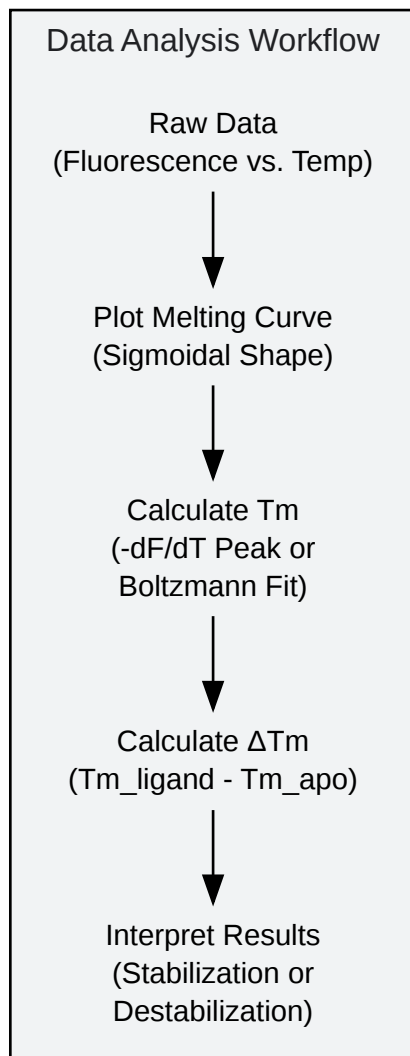 Data Analysis Workflow
Raw Data
(Fluorescence vs. Temp)
Plot Melting Curve
(Sigmoidal Shape)
Calculate Tm
(-dF/dT Peak or
Boltzmann Fit)
Calculate ΔTm
(Tm_ligand - Tm_apo)
Interpret Results
(Stabilization or
Destabilization)